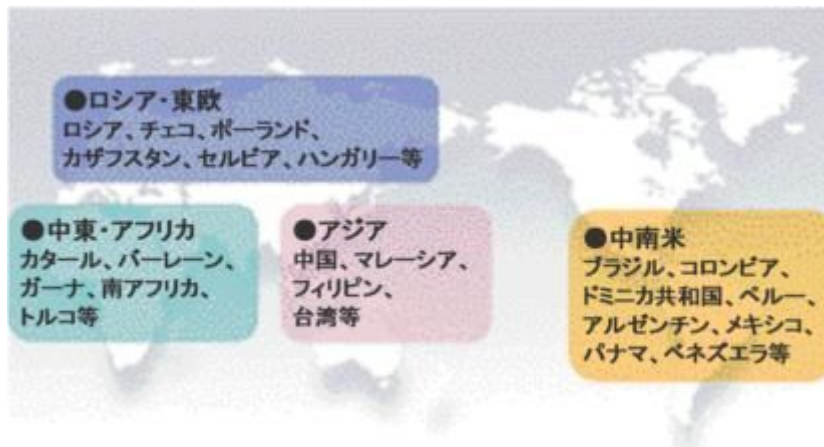 ●ロシア・東欧
ロシア、チェコ、ポーランド、
カザフスタン、セルビア、ハンガリー等
●中東・アフリカ
カタール、バーレーン、
ガーナ、南アフリカ、
トルコ等
●アジア
中国、マレーシア、
フィリピン、
台湾等
●中南米
ブラジル、コロンビア、
ドミニカ共和国、ペルー、
アルゼンチン、メキシコ、
パナマ、ベネズエラ等